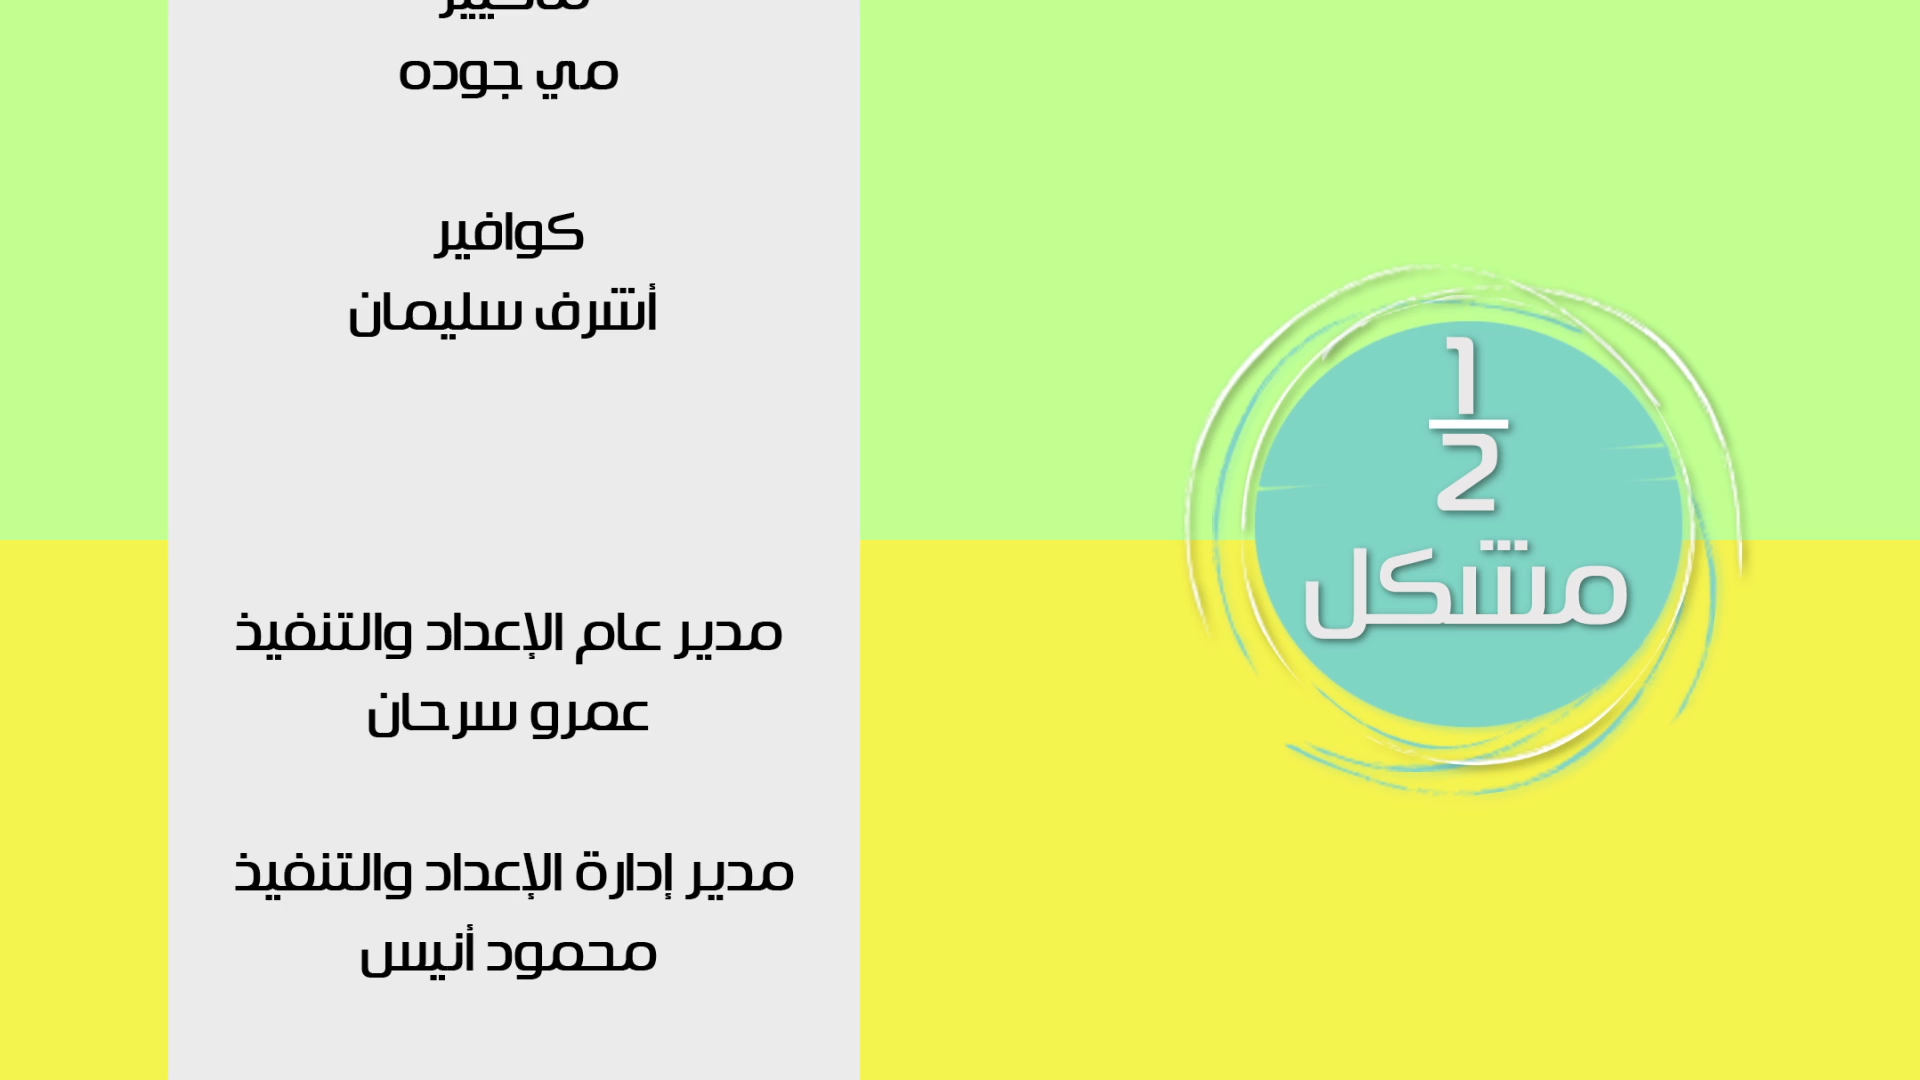 ماكيير
مي جوده
كوافير
أشرف سليمان
مدير عام الإعداد والتنفيذ
عمرو سرحان
مدير إدارة الإعداد والتنفيذ
محمود أنيس
1
2
مشكل